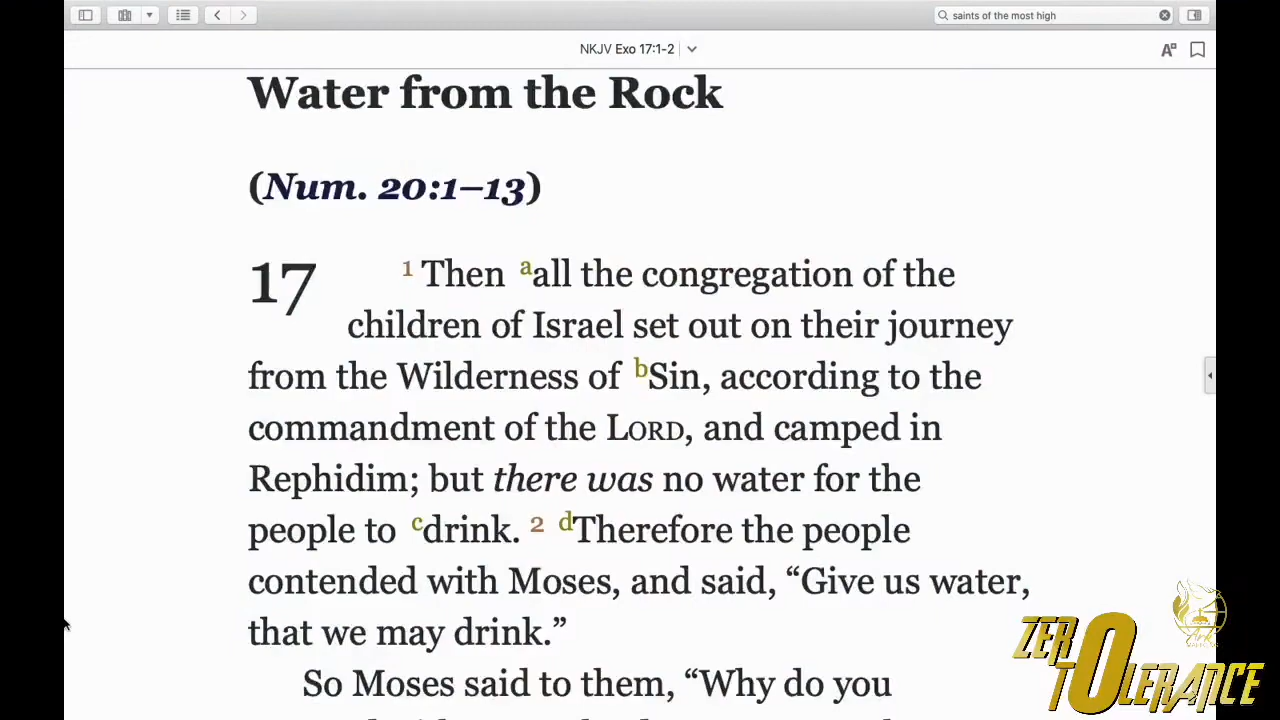 saints of the most high
NKJV Exo 17:1-2
Water from the Rock
(Num. 20:1–13)
17 1 Then a all the congregation of the
children of Israel set out on their journey
from the Wilderness of b Sin, according to the
commandment of the LORD, and camped in
Rephidim; but there was no water for the
people to c drink. 2 d Therefore the people
contended with Moses, and said, “Give us water,
that we may drink.”
So Moses said to them, “Why do you
ZERO
TOLERANCE